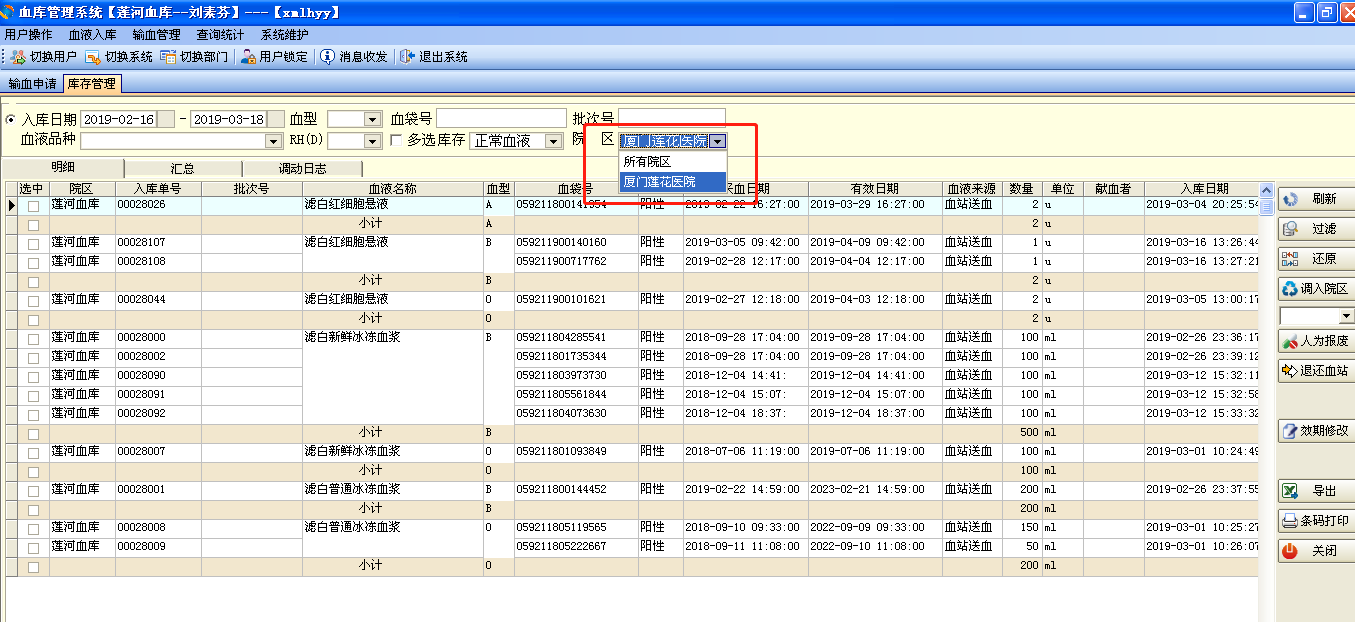 血库管理系统【莲河血库--刘素芬】---【xmlhyy】
用户操作 血液入库 输血管理 查询统计 系统维护
切换用户 切换系统 切换部门 用户锁定 消息收发 退出系统
输血申请 库存管理
入库日期 2019-02-16 - 2019-03-18 血型 血袋号 批次号
血液品种 RH(D) 多选 库存 正常血液 院 区 厦门莲花医院
所有院区
厦门莲花医院
明细 汇总 调动日志
选中 院区 入库单号 批次号 血液名称 血型 血袋号 采血日期 有效日期 血液来源 数量 单位 献血者 入库日期
莲河血库 00028026 滤白红细胞悬液 A 059211800141954 阳性 2019-02-22 16:27:00 2019-03-29 16:27:00 血站送血 2 u 2019-03-04 20:25:54
小计 A 2 u
莲河血库 00028107 滤白红细胞悬液 B 059211900140160 阳性 2019-03-05 09:42:00 2019-04-09 09:42:00 血站送血 1 u 2019-03-16 13:26:44
莲河血库 00028108 059211900717762 阳性 2019-02-28 12:17:00 2019-04-04 12:17:00 血站送血 1 u 2019-03-16 13:27:21
小计 B 2 u
莲河血库 00028044 滤白红细胞悬液 O 059211900101621 阳性 2019-02-27 12:18:00 2019-04-03 12:18:00 血站送血 2 u 2019-03-05 13:00:17
小计 O 2 u
莲河血库 00028000 滤白新鲜冰冻血浆 B 059211804285541 阳性 2018-09-28 17:04:00 2019-09-28 17:04:00 血站送血 100 ml 2019-02-26 23:36:17
莲河血库 00028002 059211801735344 阳性 2018-09-28 17:04:00 2019-09-28 17:04:00 血站送血 100 ml 2019-02-26 23:39:12
莲河血库 00028090 059211803973730 阳性 2018-12-04 14:41: 2019-12-04 14:41:00 血站送血 100 ml 2019-03-12 15:32:11
莲河血库 00028091 059211805561844 阳性 2018-12-04 15:07: 2019-12-04 15:07:00 血站送血 100 ml 2019-03-12 15:32:58
莲河血库 00028092 059211804073630 阳性 2018-12-04 18:37: 2019-12-04 18:37:00 血站送血 100 ml 2019-03-12 15:33:32
小计 B 500 ml
莲河血库 00028007 滤白新鲜冰冻血浆 O 059211801093849 阳性 2018-07-06 11:19:00 2019-07-06 11:19:00 血站送血 100 ml 2019-03-01 10:24:49
小计 O 100 ml
莲河血库 00028001 滤白普通冰冻血浆 B 059211800144452 阳性 2019-02-22 14:59:00 2023-02-21 14:59:00 血站送血 200 ml 2019-02-26 23:37:55
小计 B 200 ml
莲河血库 00028008 滤白普通冰冻血浆 O 059211805119565 阳性 2018-09-10 09:33:00 2022-09-09 09:33:00 血站送血 150 ml 2019-03-01 10:25:27
莲河血库 00028009 059211805222667 阳性 2018-09-11 11:08:00 2022-09-10 11:08:00 血站送血 50 ml 2019-03-01 10:26:07
小计 O 200 ml
刷新
过滤
还原
调入院区
人为报废
退还血站
效期修改
导出
条码打印
关闭